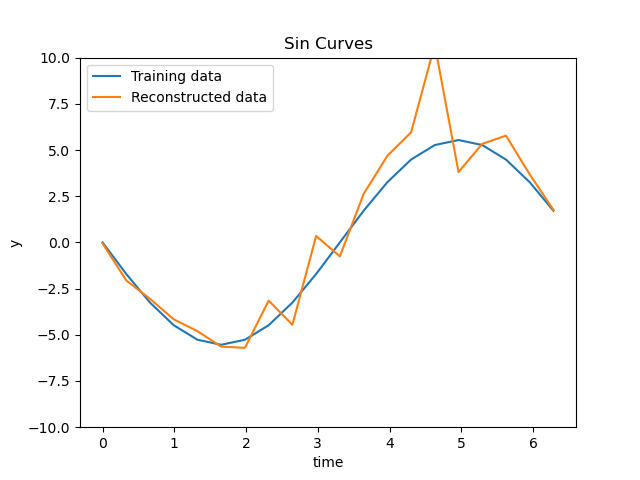 Sin Curves
Training data
Reconstructed data
10.0
7.5
5.0
2.5
0.0
−2.5
−5.0
−7.5
−10.0
y
0 1 2 3 4 5 6
time